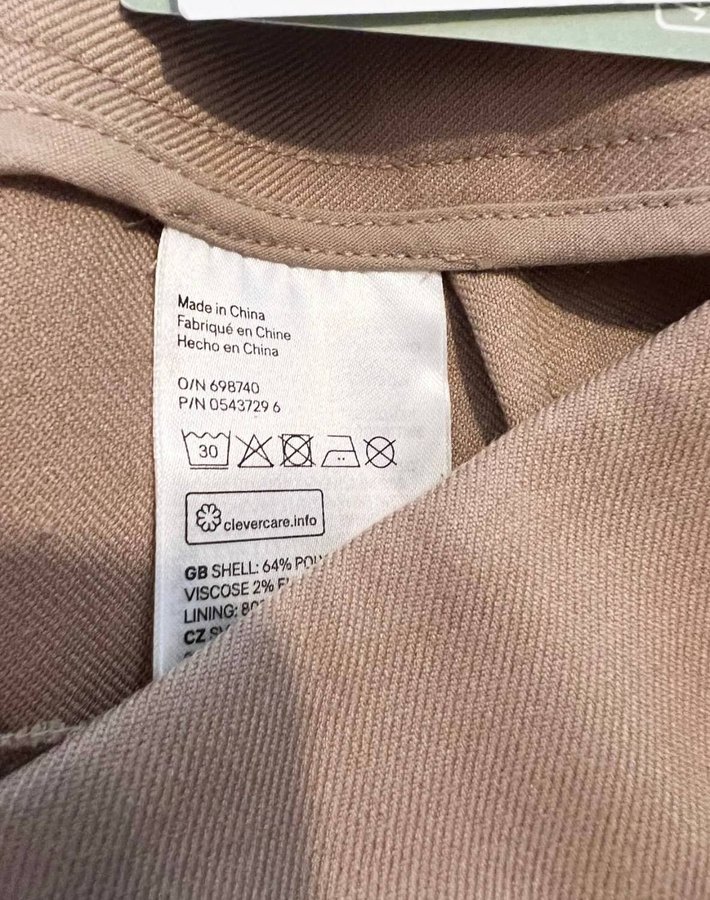 Made in China
Fabriqué en Chine
Hecho en China
O/N 698740
P/N 0543729 6
30
clevercare.info
GB SHELL: 64%
VISCOSE 2%
LINING:
CZ